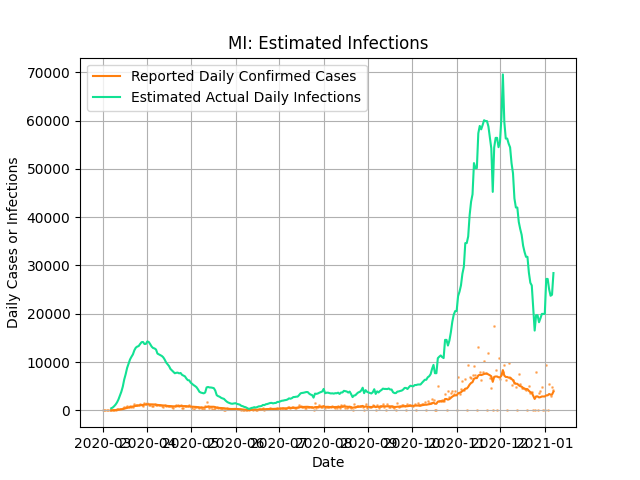 MI: Estimated Infections
Reported Daily Confirmed Cases
Estimated Actual Daily Infections
Daily Cases or Infections
70000
60000
50000
40000
30000
20000
10000
0
2020-03 2020-04 2020-05 2020-06 2020-07 2020-08 2020-09 2020-10 2020-11 2020-12 2021-01
Date